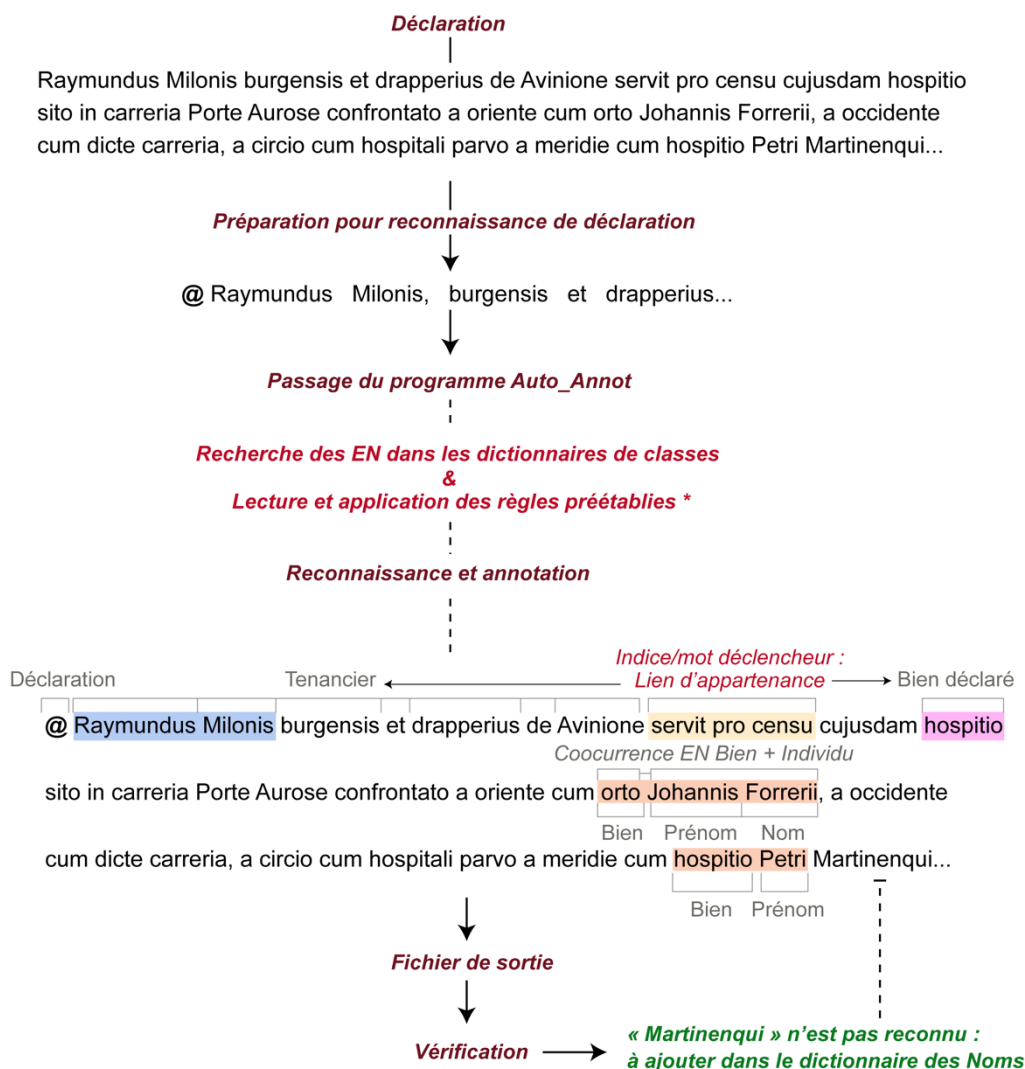 Déclaration
Raymundus Milonis burgensis et drapperius de Avinione servit pro censu cujusdam hospitio
sito in carreria Porte Aurose confrontato a oriente cum orto Johannis Forrerii, a occidente
cum dicte carreria, a circio cum hospitali parvo a meridie cum hospitio Petri Martinenqui...
Préparation pour reconnaissance de déclaration
@ Raymundus Milonis, burgensis et drapperius...
Passage du programme Auto_Annot
Recherche des EN dans les dictionnaires de classes
&
Lecture et application des règles préétablies *
Reconnaissance et annotation
Indice/mot déclencheur :
Déclaration Tenancier Lien d'appartenance Bien déclaré
@ Raymundus Milonis burgensis et drapperius de Avinione servit pro censu cujusdam hospitio
Coocurrence EN Bien + Individu
sito in carreria Porte Aurose confrontato a oriente cum orto Johannis Forrerii, a occidente
Bien Prénom Nom
cum dicte carreria, a circio cum hospitali parvo a meridie cum hospitio Petri Martinenqui...
Bien Prénom
Fichier de sortie
Vérification
« Martinenqui » n'est pas reconnu :
à ajouter dans le dictionnaire des Noms